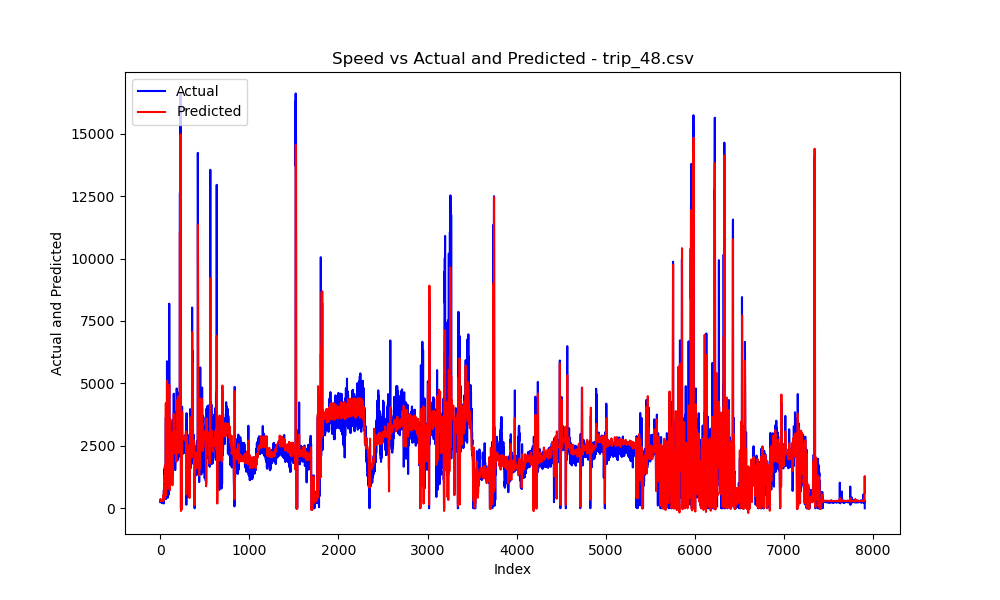 Speed vs Actual and Predicted - trip_48.csv
Actual
Predicted
Actual and Predicted
15000
12500
10000
7500
5000
2500
0
0 1000 2000 3000 4000 5000 6000 7000 8000
Index